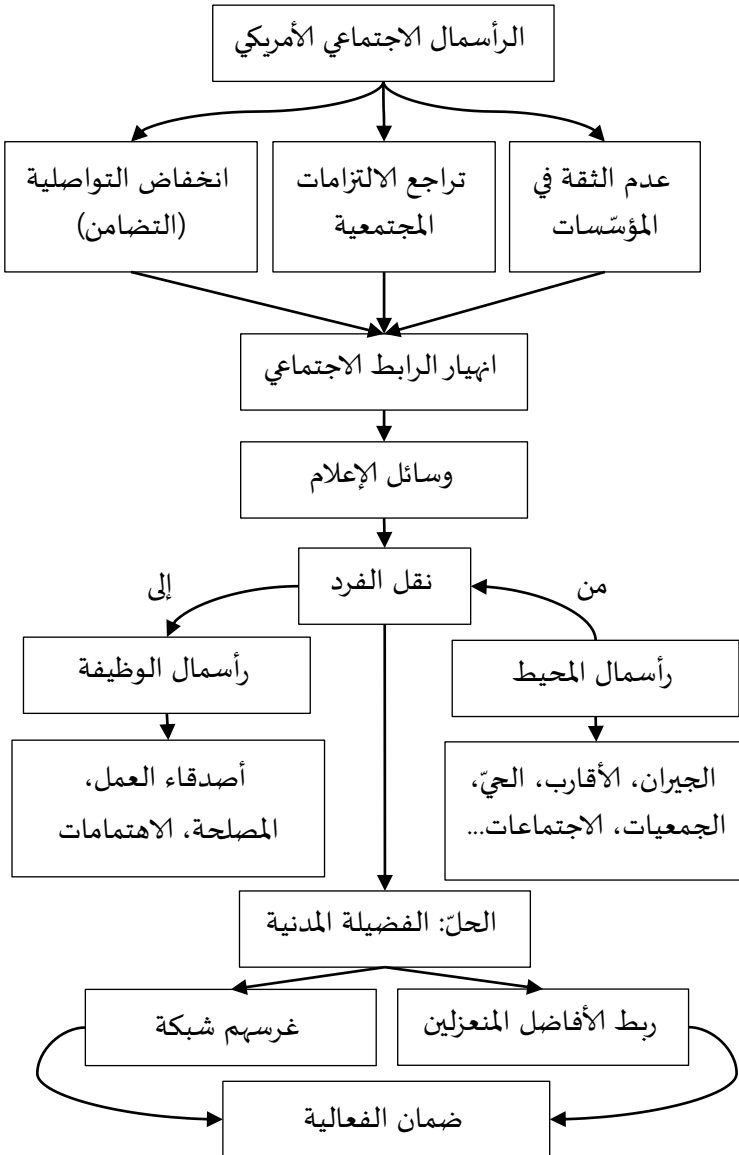 الرأسمال الاجتماعي الأمريكي
عدم الثقة في
المؤسّسات
تراجع الالتزامات
المجتمعية
انخفاض التواصلية
(التضامن)
انهيار الرابط الاجتماعي
وسائل الإعلام
نقل الفرد
من
إلى
رأسمال المحيط
رأسمال الوظيفة
الجيران، الأقارب، الحيّ،
الجمعيات، الاجتماعات...
أصدقاء العمل،
المصلحة، الاهتمامات
الحلّ: الفضيلة المدنية
ربط الأفاضل المنعزلين
غرسهم شبكة
ضمان الفعالية